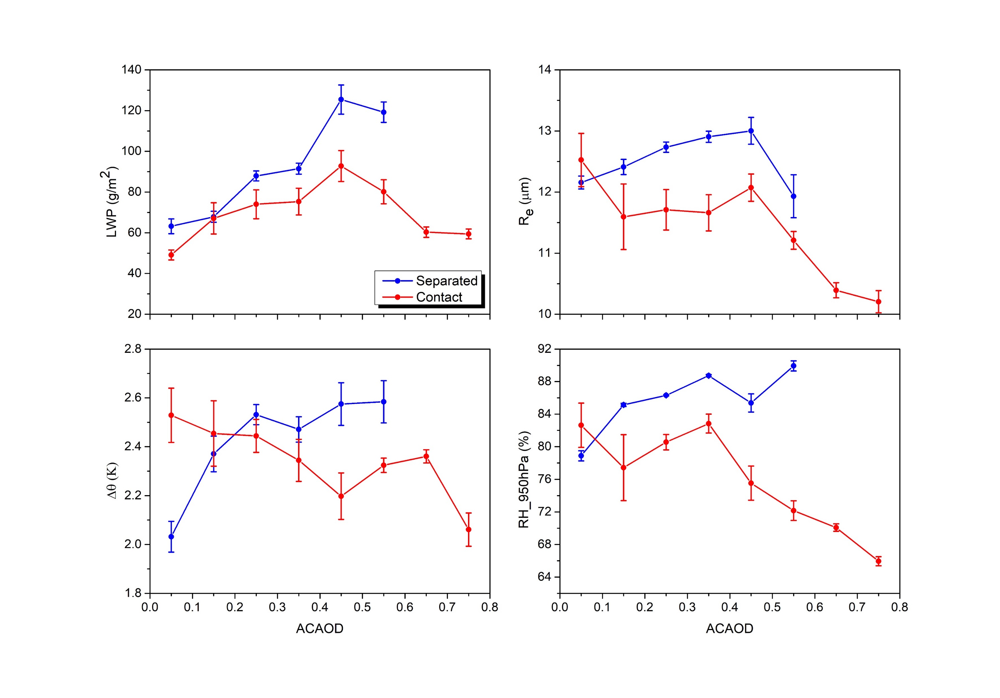 140
120
100
80
60
40
20
LWP (g/m2)
Separated
Contact
14
13
12
11
10
Re (μm)
2.8
2.6
2.4
2.2
2.0
1.8
Δθ (K)
0.0 0.1 0.2 0.3 0.4 0.5 0.6 0.7 0.8
ACAOD
92
88
84
80
76
72
68
64
RH_950hPa (%)
0.0 0.1 0.2 0.3 0.4 0.5 0.6 0.7 0.8
ACAOD